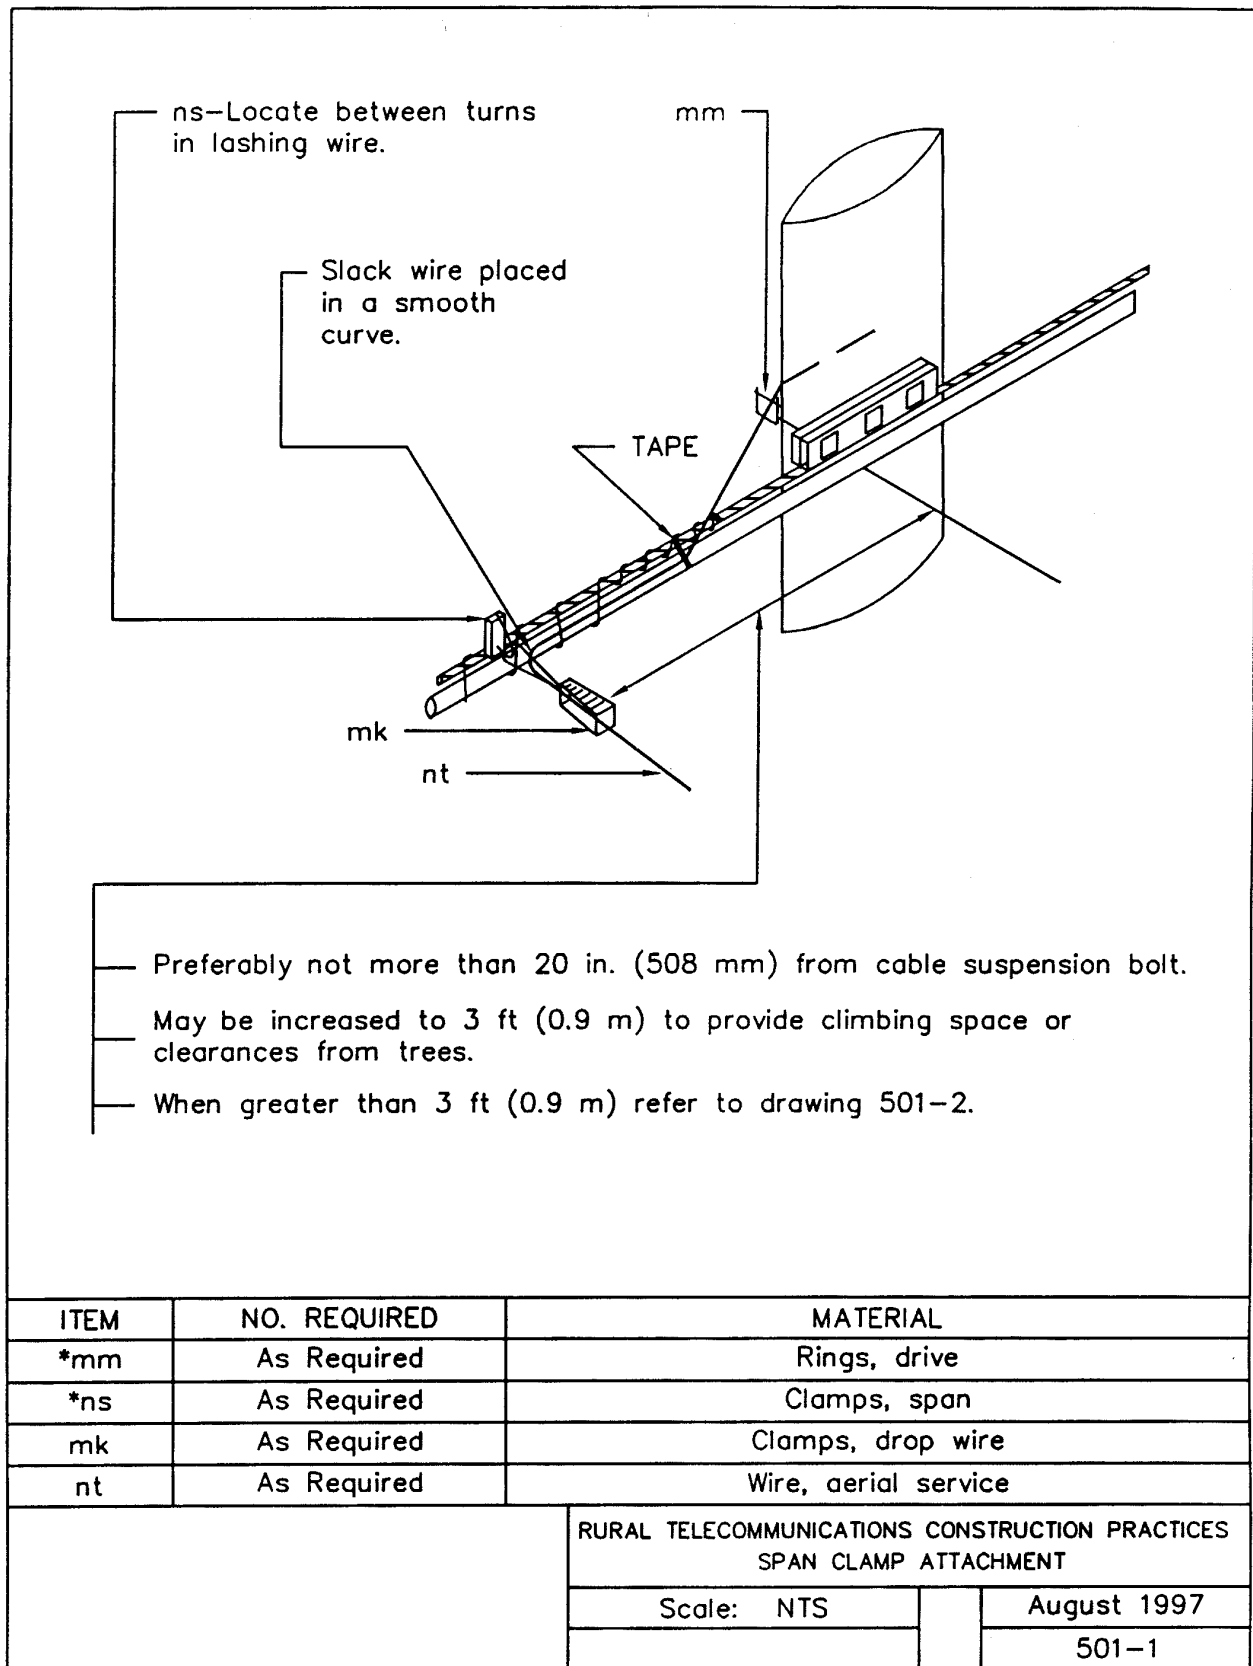 ns–Locate between turns
in lashing wire.
mm
Slack wire placed
in a smooth
curve.
TAPE
mk
nt
Preferably not more than 20 in. (508 mm) from cable suspension bolt.
May be increased to 3 ft (0.9 m) to provide climbing space or
clearances from trees.
When greater than 3 ft (0.9 m) refer to drawing 501–2.
ITEM NO. REQUIRED MATERIAL
*mm As Required Rings, drive
*ns As Required Clamps, span
mk As Required Clamps, drop wire
nt As Required Wire, aerial service
RURAL TELECOMMUNICATIONS CONSTRUCTION PRACTICES
SPAN CLAMP ATTACHMENT
Scale: NTS August 1997
501–1